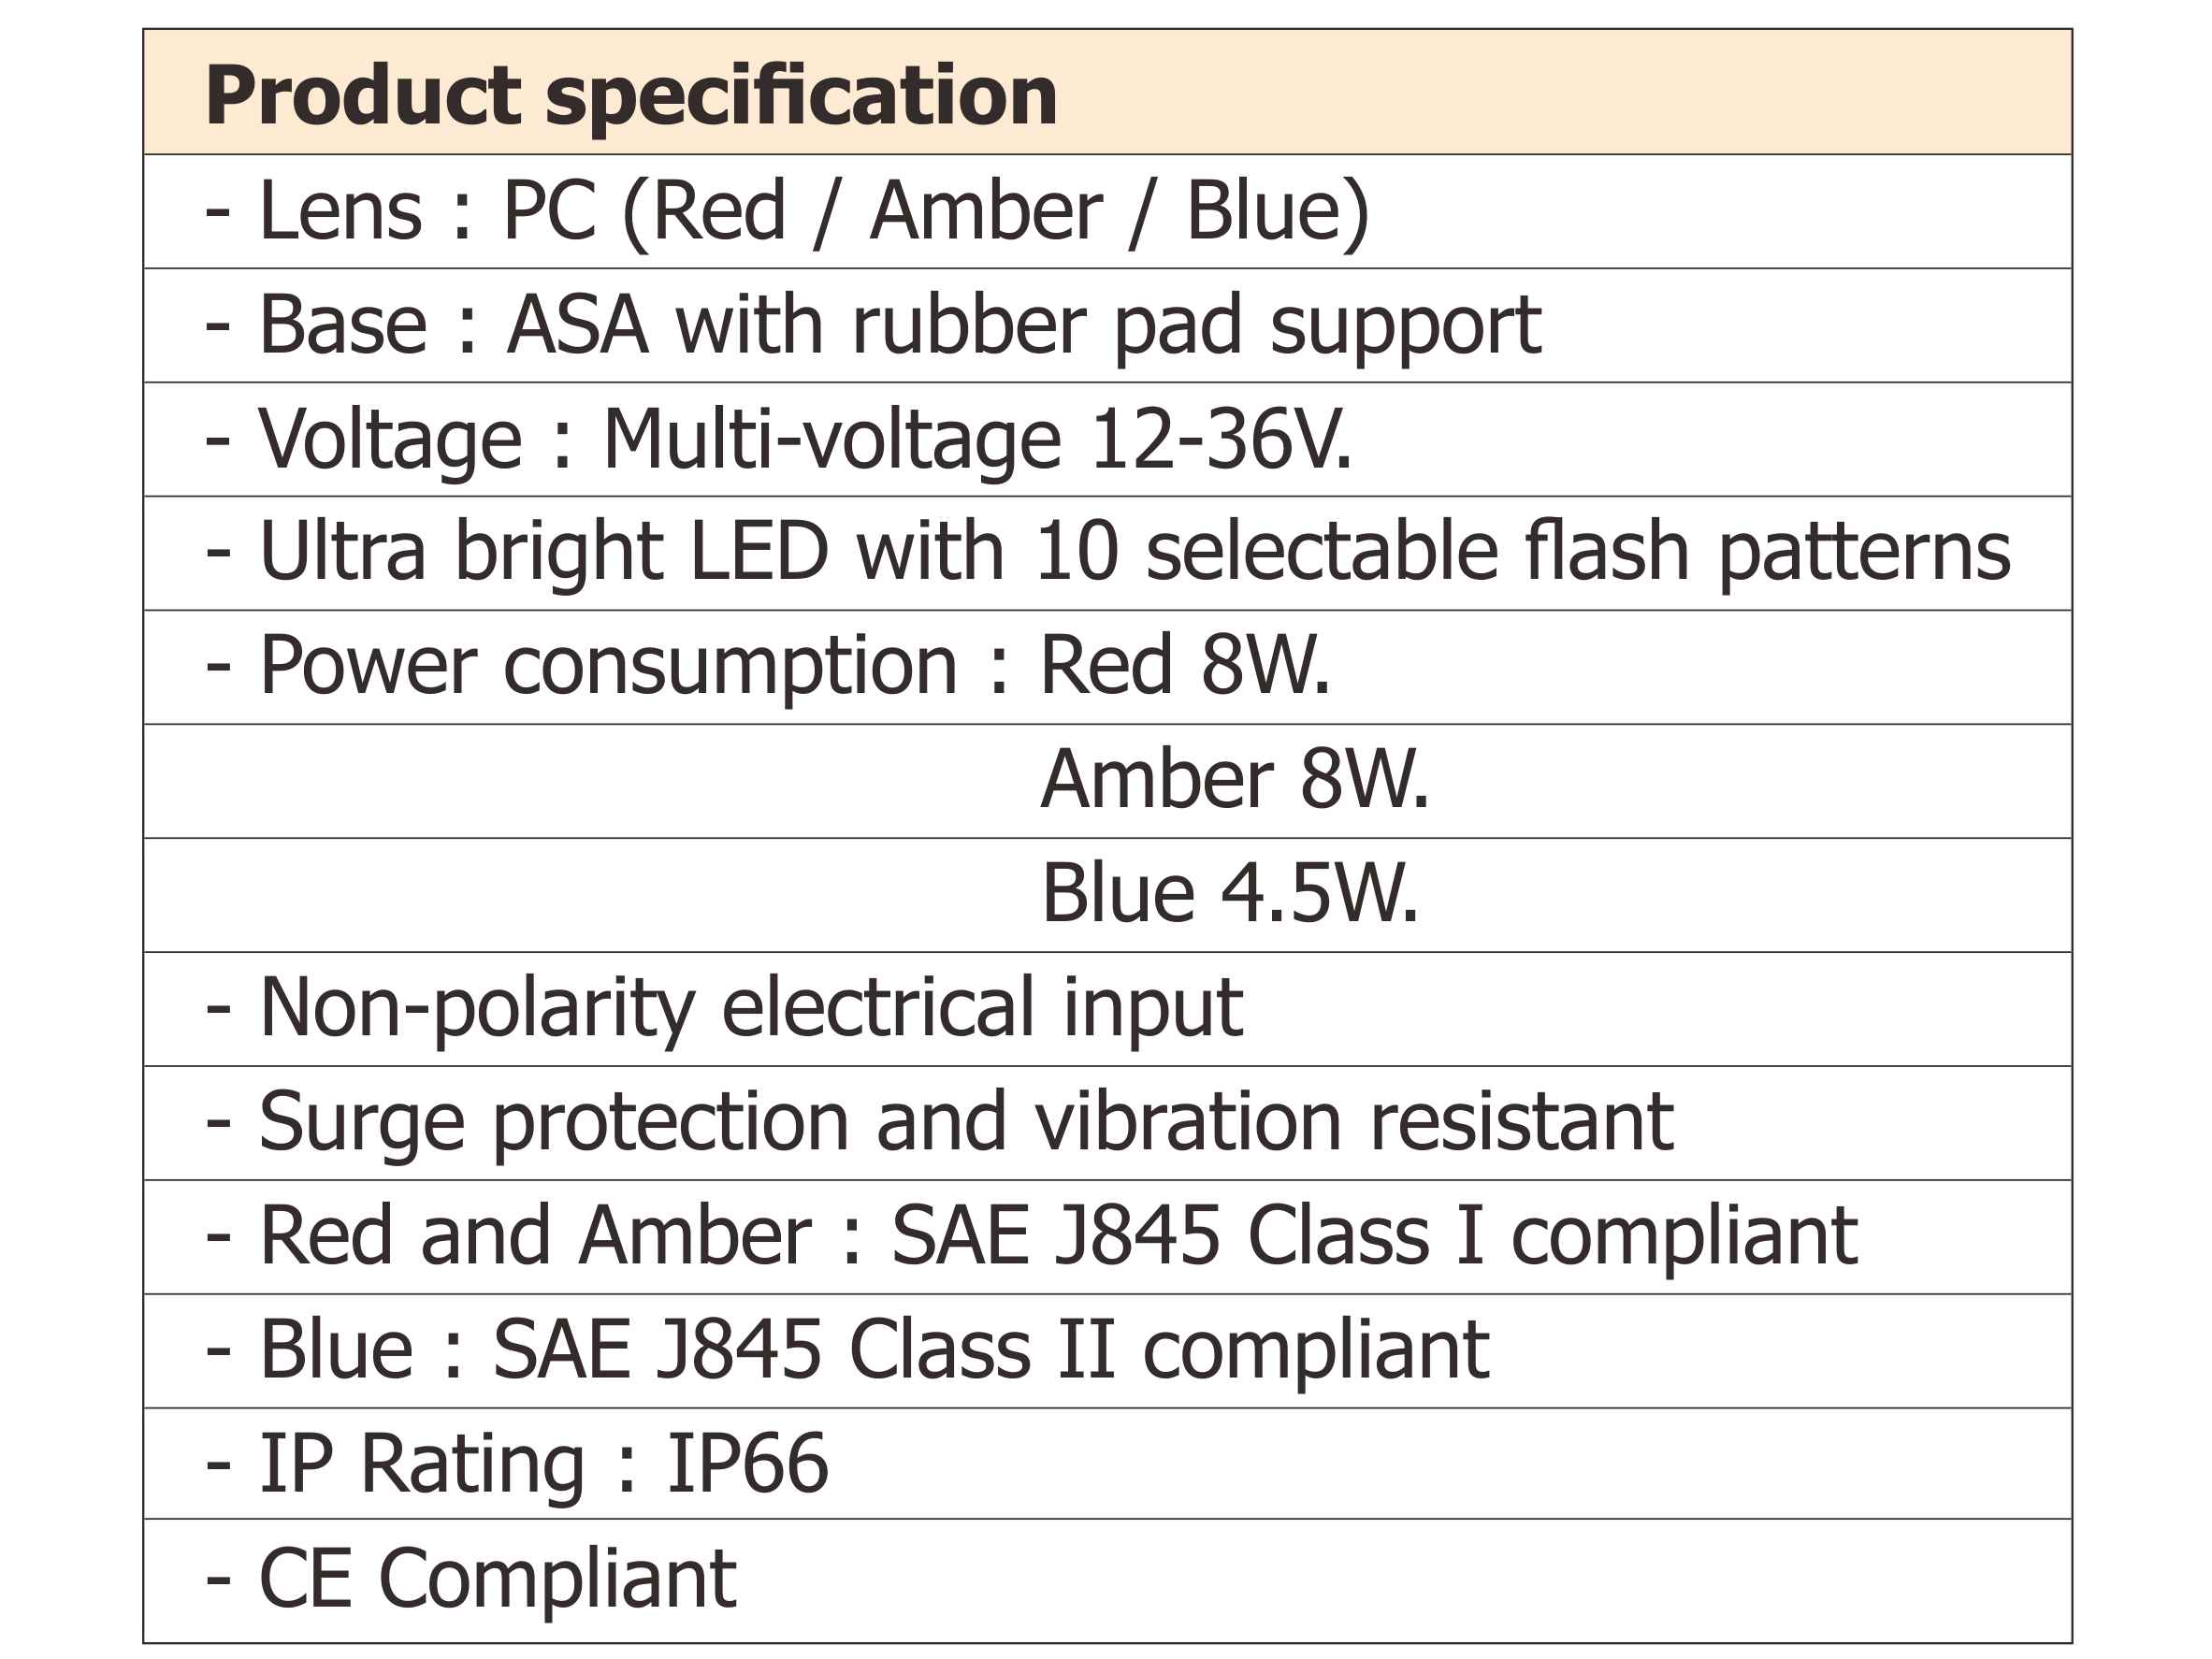 Product specification
- Lens : PC (Red / Amber / Blue)
- Base : ASA with rubber pad support
- Voltage : Multi-voltage 12-36V.
- Ultra bright LED with 10 selectable flash patterns
- Power consumption : Red 8W.
Amber 8W.
Blue 4.5W.
- Non-polarity electrical input
- Surge protection and vibration resistant
- Red and Amber : SAE J845 Class I compliant
- Blue : SAE J845 Class II compliant
- IP Rating : IP66
- CE Compliant